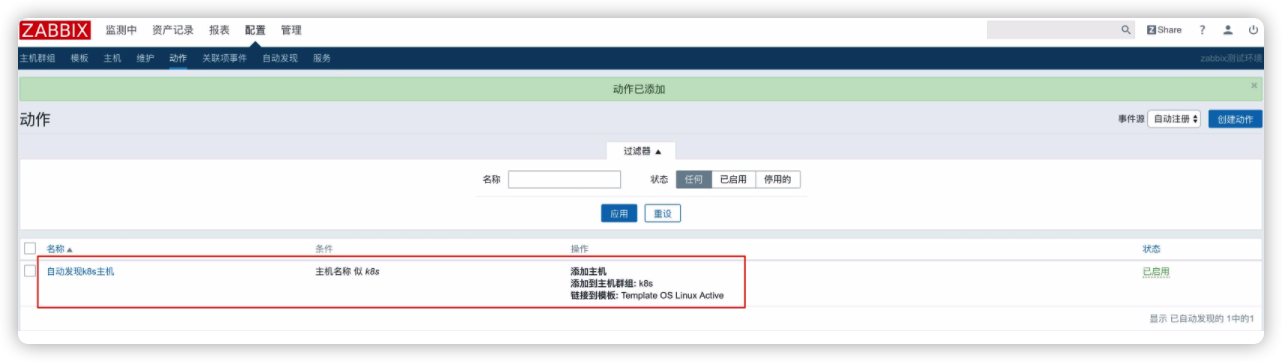 ZABBIX 监测中 资产记录 报表 配置 管理 Z Share ?
主机群组 模板 主机 维护 动作 关联项事件 自动发现 服务 zabbix测试环境
动作已添加
动作 事件源 自动注册 创建动作
过滤器
名称 状态 任何 已启用 停用的
应用 重设
名称 条件 操作 状态
自动发现k8s主机 主机名称 似 k8s 添加主机 已启用
添加到主机群组: k8s
链接到模板: Template OS Linux Active
显示 已自动发现的 1中的1